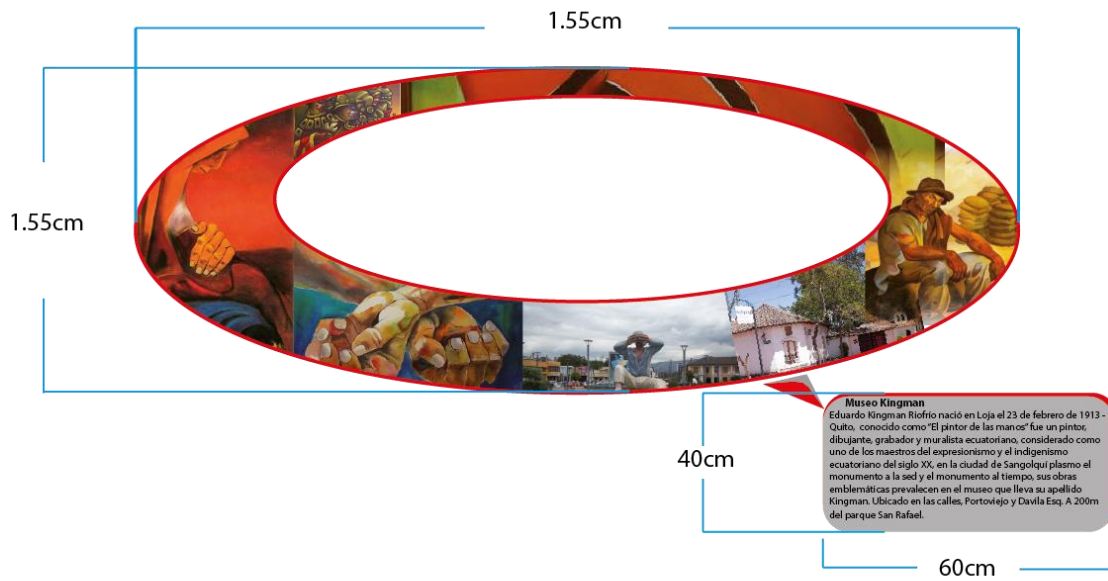 1.55cm
1.55cm
Museo Kingman
Eduardo Kingman Riofrío nació en Loja el 23 de febrero de 1913 -
Quito, conocido como "El pintor de las manos" fue un pintor,
dibujante, grabador y muralista ecuatoriano, considerado como
uno de los maestros del expresionismo y el indigenismo
ecuatoriano del siglo XX, en la ciudad de Sangolquí plasmo el
monumento a la sed y el monumento al tiempo, sus obras
emblemáticas prevalecen en el museo que lleva su apellido
Kingman. Ubicado en las calles, Portoviejo y Davila Esq. A 200m
del parque San Rafael.
40cm
60cm